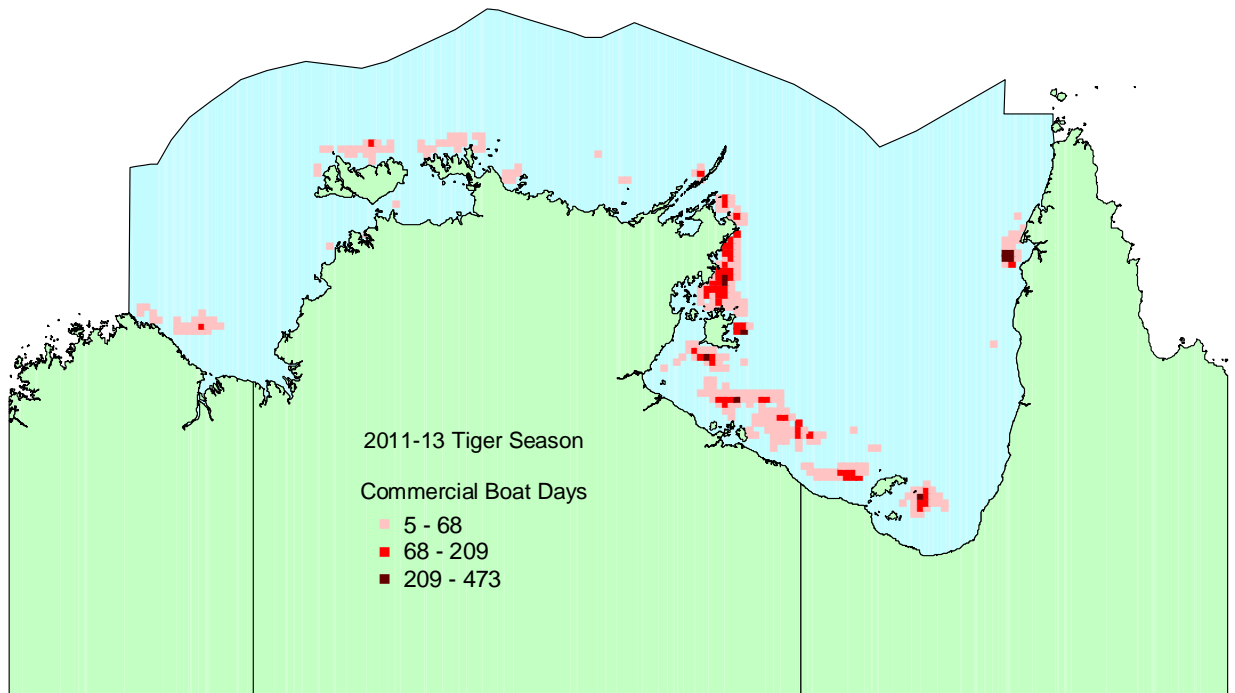 2011-13 Tiger Season
Commercial Boat Days
5 - 68
68 - 209
209 - 473